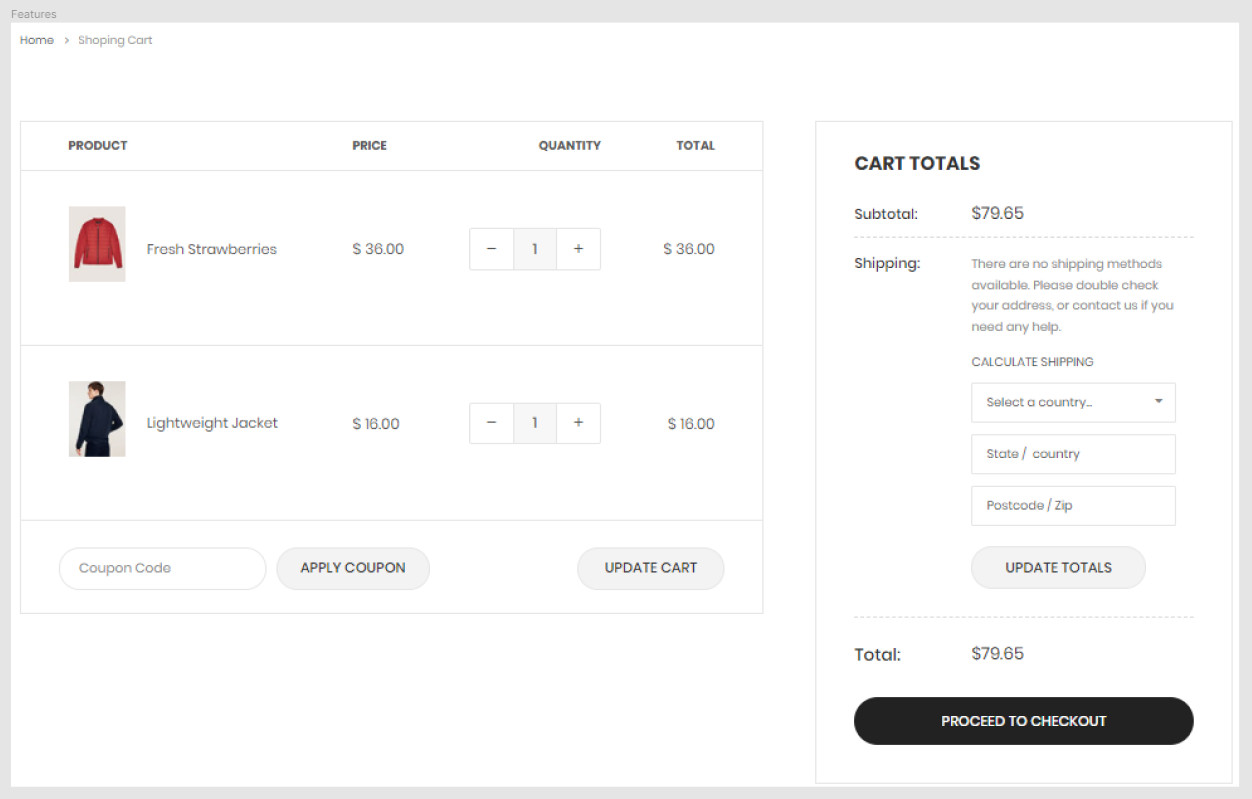 Features
Home > Shoping Cart
PRODUCT PRICE QUANTITY TOTAL
Fresh Strawberries $ 36.00 − 1 + $ 36.00
Lightweight Jacket $ 16.00 − 1 + $ 16.00
Coupon Code APPLY COUPON UPDATE CART
CART TOTALS
Subtotal: $79.65
Shipping: There are no shipping methods
available. Please double check
your address, or contact us if you
need any help.
CALCULATE SHIPPING
Select a country...
State / country
Postcode / Zip
UPDATE TOTALS
Total: $79.65
PROCEED TO CHECKOUT